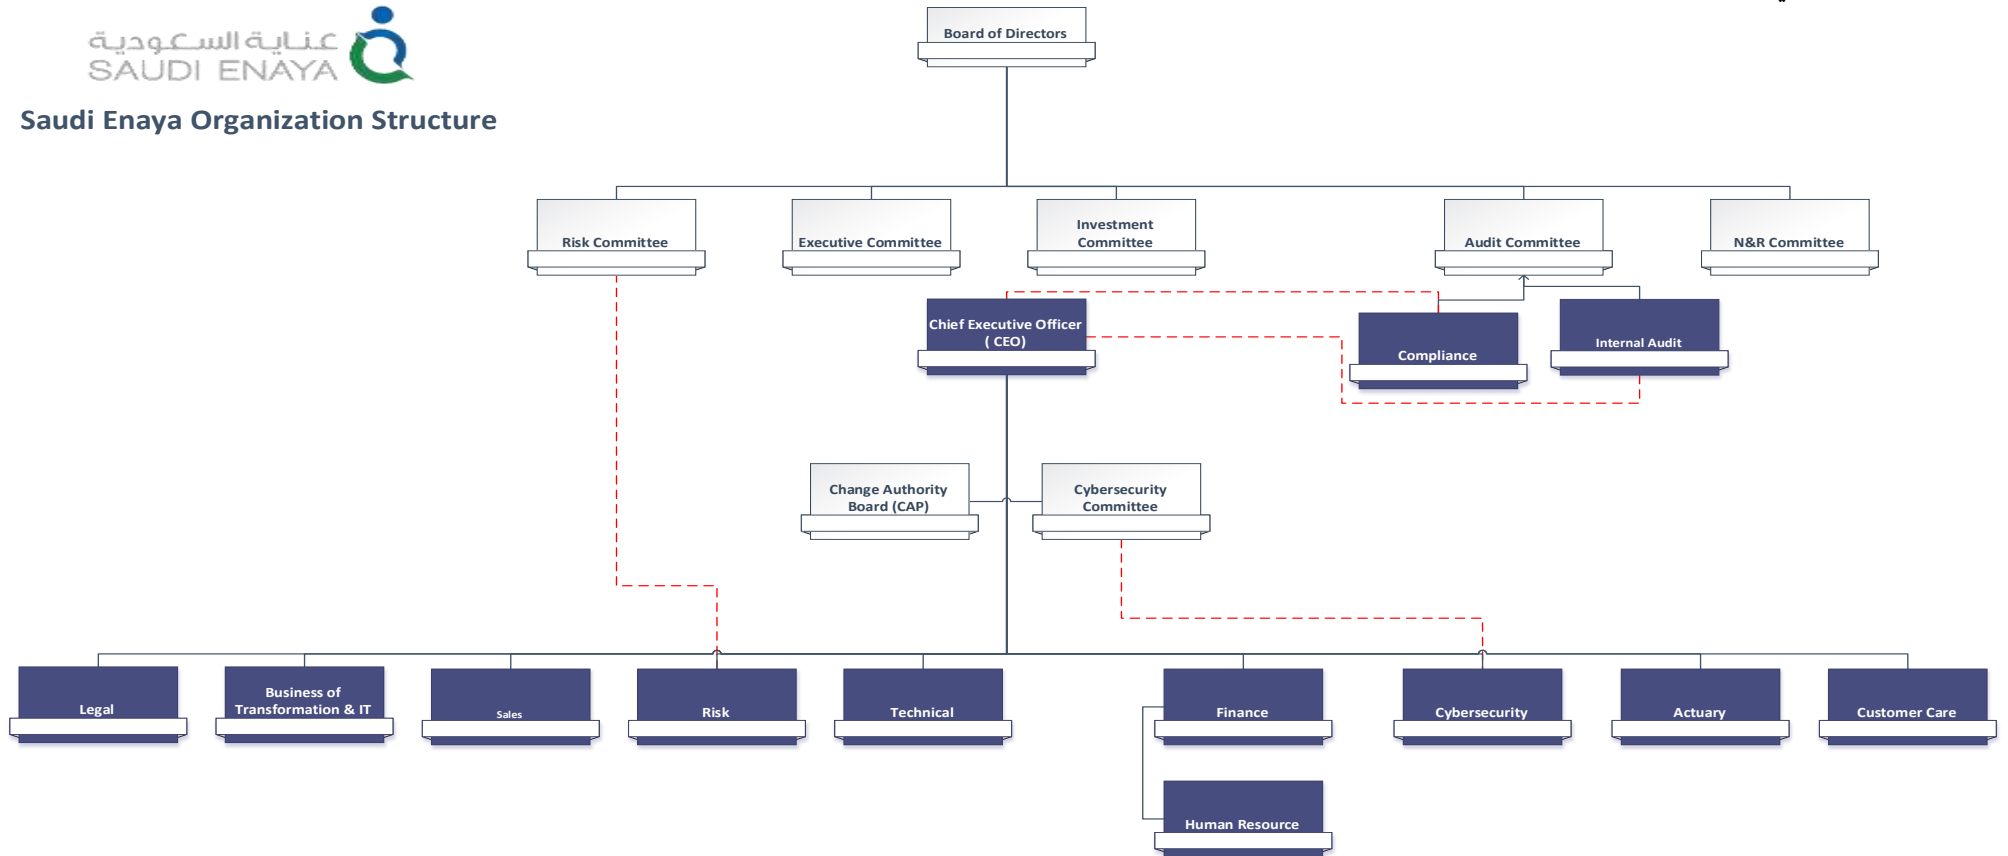 عناية السعودية
SAUDI ENAYA
Saudi Enaya Organization Structure
Board of Directors
Risk Committee
Executive Committee
Investment
Committee
Audit Committee
N&R Committee
Chief Executive Officer
( CEO)
Compliance
Internal Audit
Change Authority
Board (CAP)
Cybersecurity
Committee
Legal
Business of
Transformation & IT
Sales
Risk
Technical
Finance
Cybersecurity
Actuary
Customer Care
Human Resource